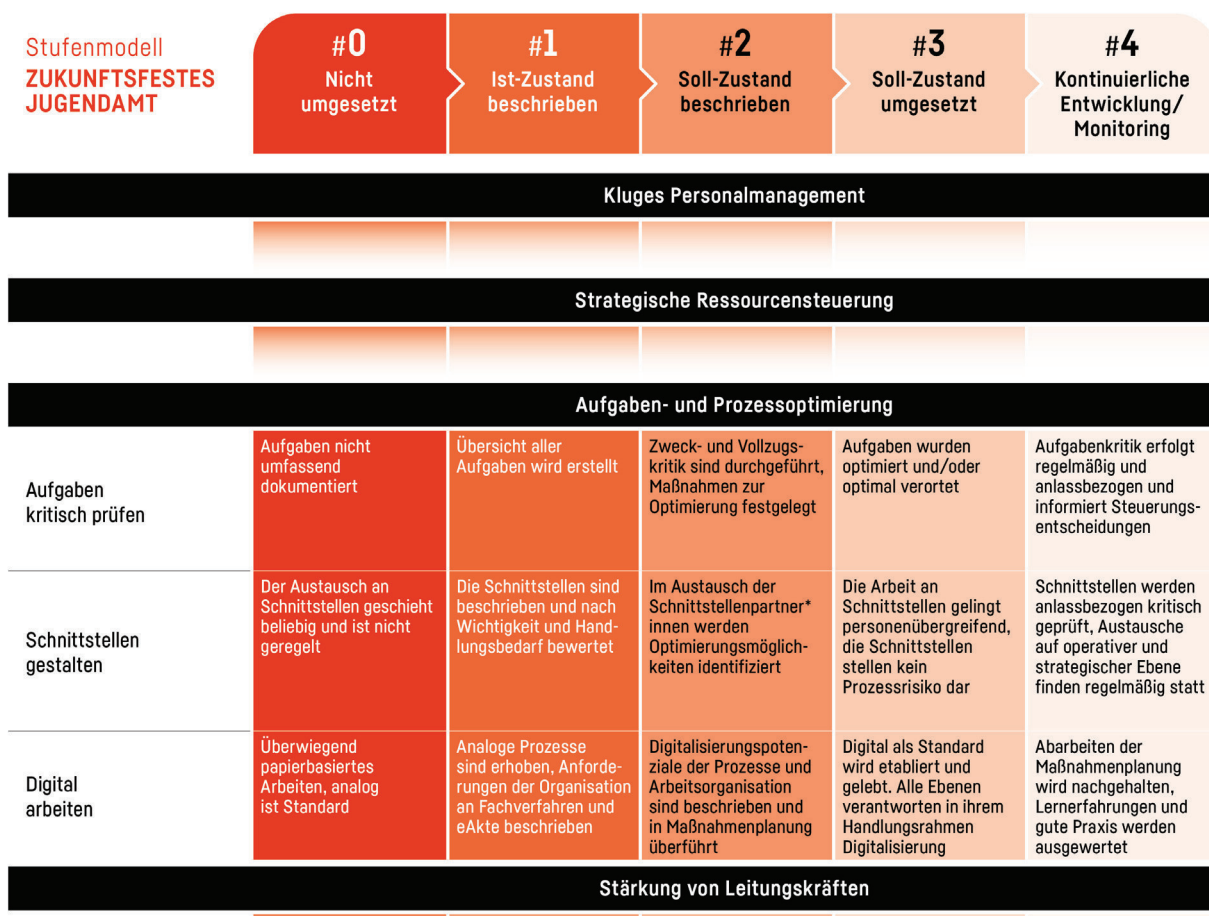 Stufenmodell
ZUKUNFTSFESTES
JUGENDAMT
#0
Nicht
umgesetzt
#1
Ist-Zustand
beschrieben
#2
Soll-Zustand
beschrieben
#3
Soll-Zustand
umgesetzt
#4
Kontinuierliche
Entwicklung/
Monitoring
Kluges Personalmanagement
Strategische Ressourcensteuerung
Aufgaben- und Prozessoptimierung
Aufgaben
kritisch prüfen
Aufgaben nicht
umfassend
dokumentiert
Übersicht aller
Aufgaben wird erstellt
Zweck- und Vollzugs-
kritik sind durchgeführt,
Maßnahmen zur
Optimierung festgelegt
Aufgaben wurden
optimiert und/oder
optimal verortet
Aufgabenkritik erfolgt
regelmäßig und
anlassbezogen und
informiert Steuerungs-
entscheidungen
Schnittstellen
gestalten
Der Austausch an
Schnittstellen geschieht
beliebig und ist nicht
geregelt
Die Schnittstellen sind
beschrieben und nach
Wichtigkeit und Hand-
lungsbedarf bewertet
Im Austausch der
Schnittstellenpartner*
innen werden
Optimierungsmöglich-
keiten identifiziert
Die Arbeit an
Schnittstellen gelingt
personenübergreifend,
die Schnittstellen
stellen kein
Prozessrisiko dar
Schnittstellen werden
anlassbezogen kritisch
geprüft, Austausche
auf operativer und
strategischer Ebene
finden regelmäßig statt
Digital
arbeiten
Überwiegend
papierbasiertes
Arbeiten, analog
ist Standard
Analoge Prozesse
sind erhoben, Anforde-
rungen der Organisation
an Fachverfahren und
eAkte beschrieben
Digitalisierungspoten-
ziale der Prozesse und
Arbeitsorganisation
sind beschrieben und
in Maßnahmenplanung
überführt
Digital als Standard
wird etabliert und
gelebt. Alle Ebenen
verantworten in ihrem
Handlungsrahmen
Digitalisierung
Abarbeiten der
Maßnahmenplanung
wird nachgehalten,
Lernerfahrungen und
gute Praxis werden
ausgewertet
Stärkung von Leitungskräften